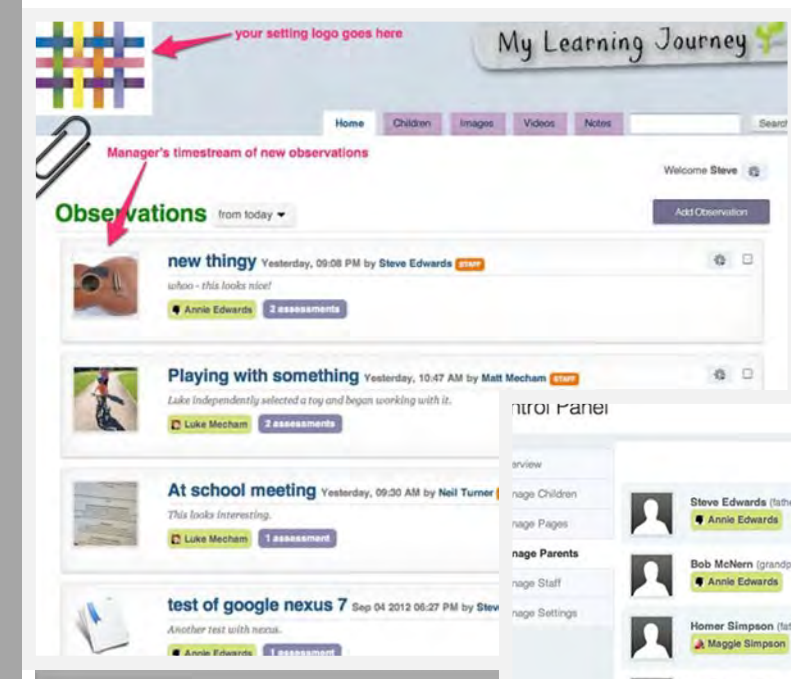 your setting logo goes here
My Learning Journey
Home Children Images Videos Notes Search
Manager's timestream of new observations
Welcome Steve
Observations from today
Add Observation
new thingy Yesterday, 09:08 PM by Steve Edwards STAFF
whoo - this looks nice!
Annie Edwards 2 assessments
Playing with something Yesterday, 10:47 AM by Matt Mecham STAFF
Luke independently selected a toy and began working with it.
Luke Mecham 2 assessments
At school meeting Yesterday, 09:30 AM by Neil Turner
This looks interesting.
Luke Mecham 1 assessment
test of google nexus 7 Sep 04 2012 06:27 PM by Stev
Another test with nexus.
Annie Edwards 1 assessment
ntrol Panel
erview
nage Children
nage Pages
nage Parents
nage Staff
nage Settings
Steve Edwards (fathe
Annie Edwards
Bob McNern (grandp
Annie Edwards
Homer Simpson (fat
Maggie Simpson